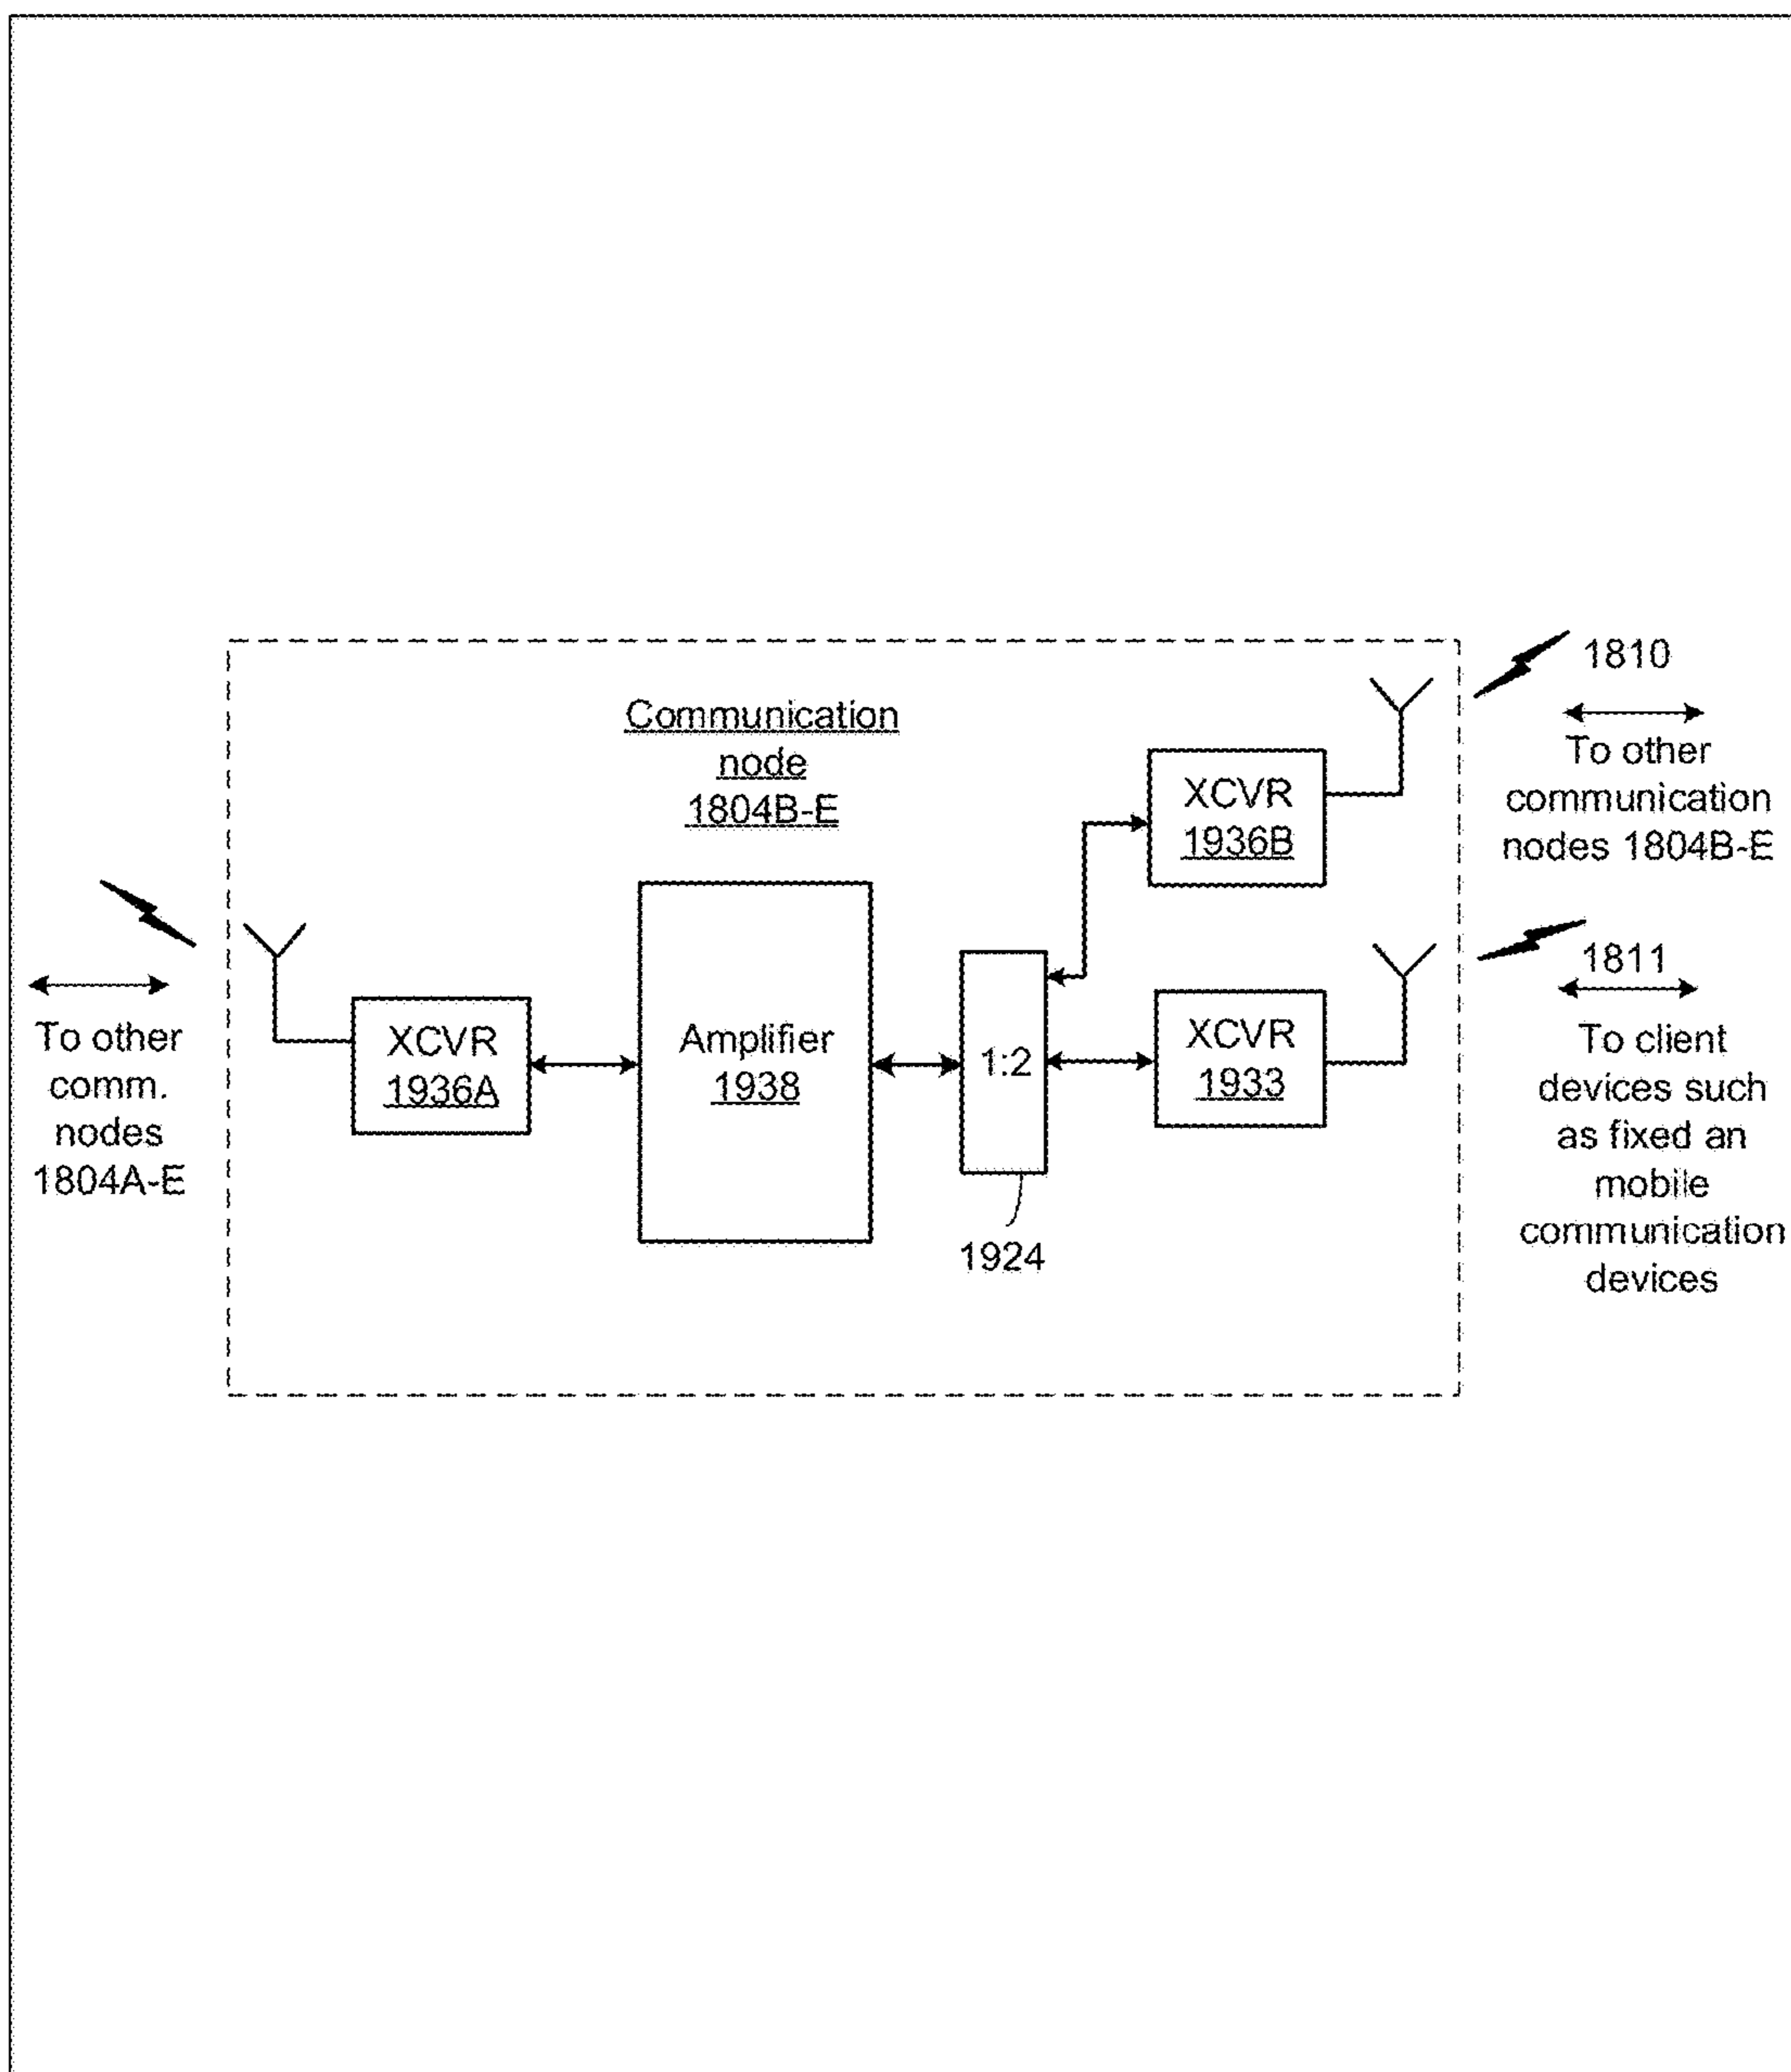 Communication
node
1804B-E
To other
comm.
nodes
1804A-E
XCVR
1936A
Amplifier
1938
1:2
1924
XCVR
1936B
XCVR
1933
1810
To other
communication
nodes 1804B-E
1811
To client
devices such
as fixed an
mobile
communication
devices